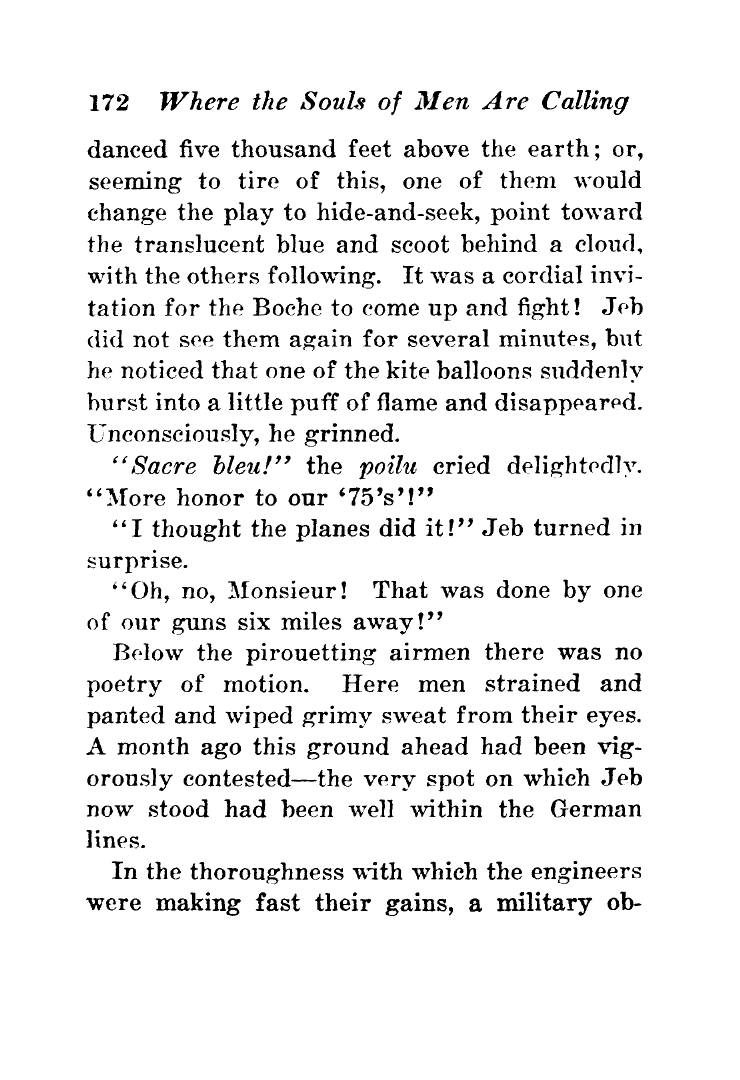 172 Where the Souls of Men Are Calling
danced five thousand feet above the earth; or,
seeming to tire of this, one of them would
change the play to hide-and-seek, point toward
the translucent blue and scoot behind a cloud,
with the others following. It was a cordial invi-
tation for the Boche to come up and fight! Jeb
did not see them again for several minutes, but
he noticed that one of the kite balloons suddenly
burst into a little puff of flame and disappeared.
Unconsciously, he grinned.
“Sacre bleu!” the poilu cried delightedly.
“More honor to our ‘75’s’!”
“I thought the planes did it!” Jeb turned in
surprise.
“Oh, no, Monsieur! That was done by one
of our guns six miles away!”
Below the pirouetting airmen there was no
poetry of motion. Here men strained and
panted and wiped grimy sweat from their eyes.
A month ago this ground ahead had been vig-
orously contested—the very spot on which Jeb
now stood had been well within the German
lines.
In the thoroughness with which the engineers
were making fast their gains, a military ob-